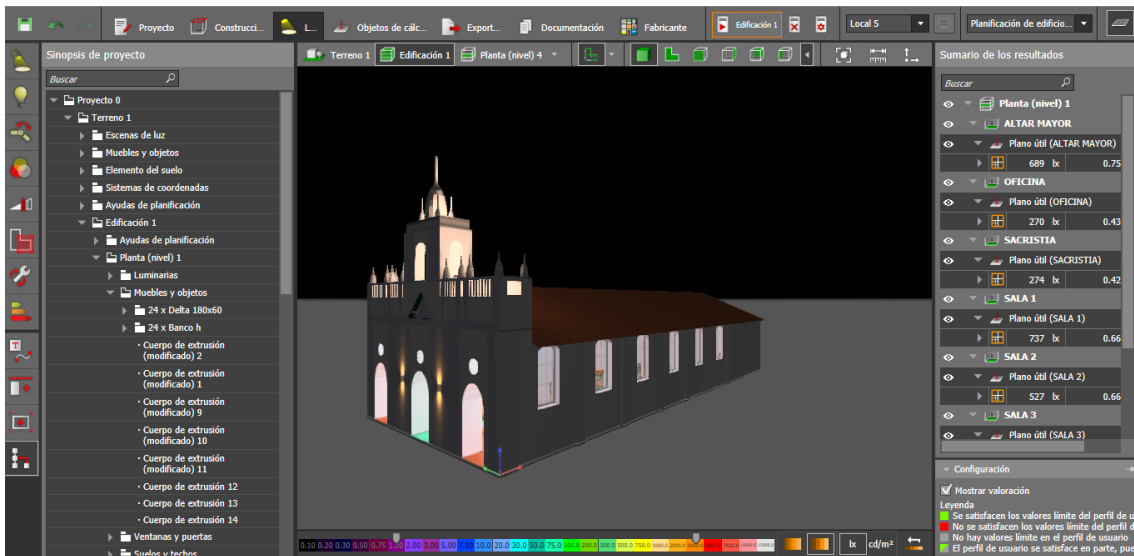 Proyecto
Construcci...
L...
Objetos de cálc...
Export...
Documentación
Fabricante
Edificación 1
Local 5
Planificación de edificio...
Sinopsis de proyecto
Buscar
Proyecto 0
Terreno 1
Escenas de luz
Muebles y objetos
Elemento del suelo
Sistemas de coordenadas
Ayudas de planificación
Edificación 1
Ayudas de planificación
Planta (nivel) 1
Luminarias
Muebles y objetos
24 x Delta 180x60
24 x Banco h
Cuerpo de extrusión
(modificado) 2
Cuerpo de extrusión
(modificado) 1
Cuerpo de extrusión
(modificado) 9
Cuerpo de extrusión
(modificado) 10
Cuerpo de extrusión
(modificado) 11
Cuerpo de extrusión 12
Cuerpo de extrusión 13
Cuerpo de extrusión 14
Ventanas y puertas
Suelos y techos
Terreno 1
Edificación 1
Planta (nivel) 4
0.10 0.20 0.30 0.50 0.75 1.00 2.00 3.00 5.00 7.50 10.0 20.0 30.0 50.0 75.0 100.0 200.0 300.0 500.0 750.0
lx
cd/m²
Sumario de los resultados
Buscar
Planta (nivel) 1
ALTAR MAYOR
Plano útil (ALTAR MAYOR)
689 lx 0.75
OFICINA
Plano útil (OFICINA)
270 lx 0.43
SACRISTIA
Plano útil (SACRISTIA)
274 lx 0.42
SALA 1
Plano útil (SALA 1)
737 lx 0.66
SALA 2
Plano útil (SALA 2)
527 lx 0.66
SALA 3
Plano útil (SALA 3)
Configuración
Mostrar valoración
Leyenda
Se satisfacen los valores límite del perfil de u
No se satisfacen los valores límite del perfil d
No hay valores límite en el perfil de usuario
El perfil de usuario se satisface en parte, pue